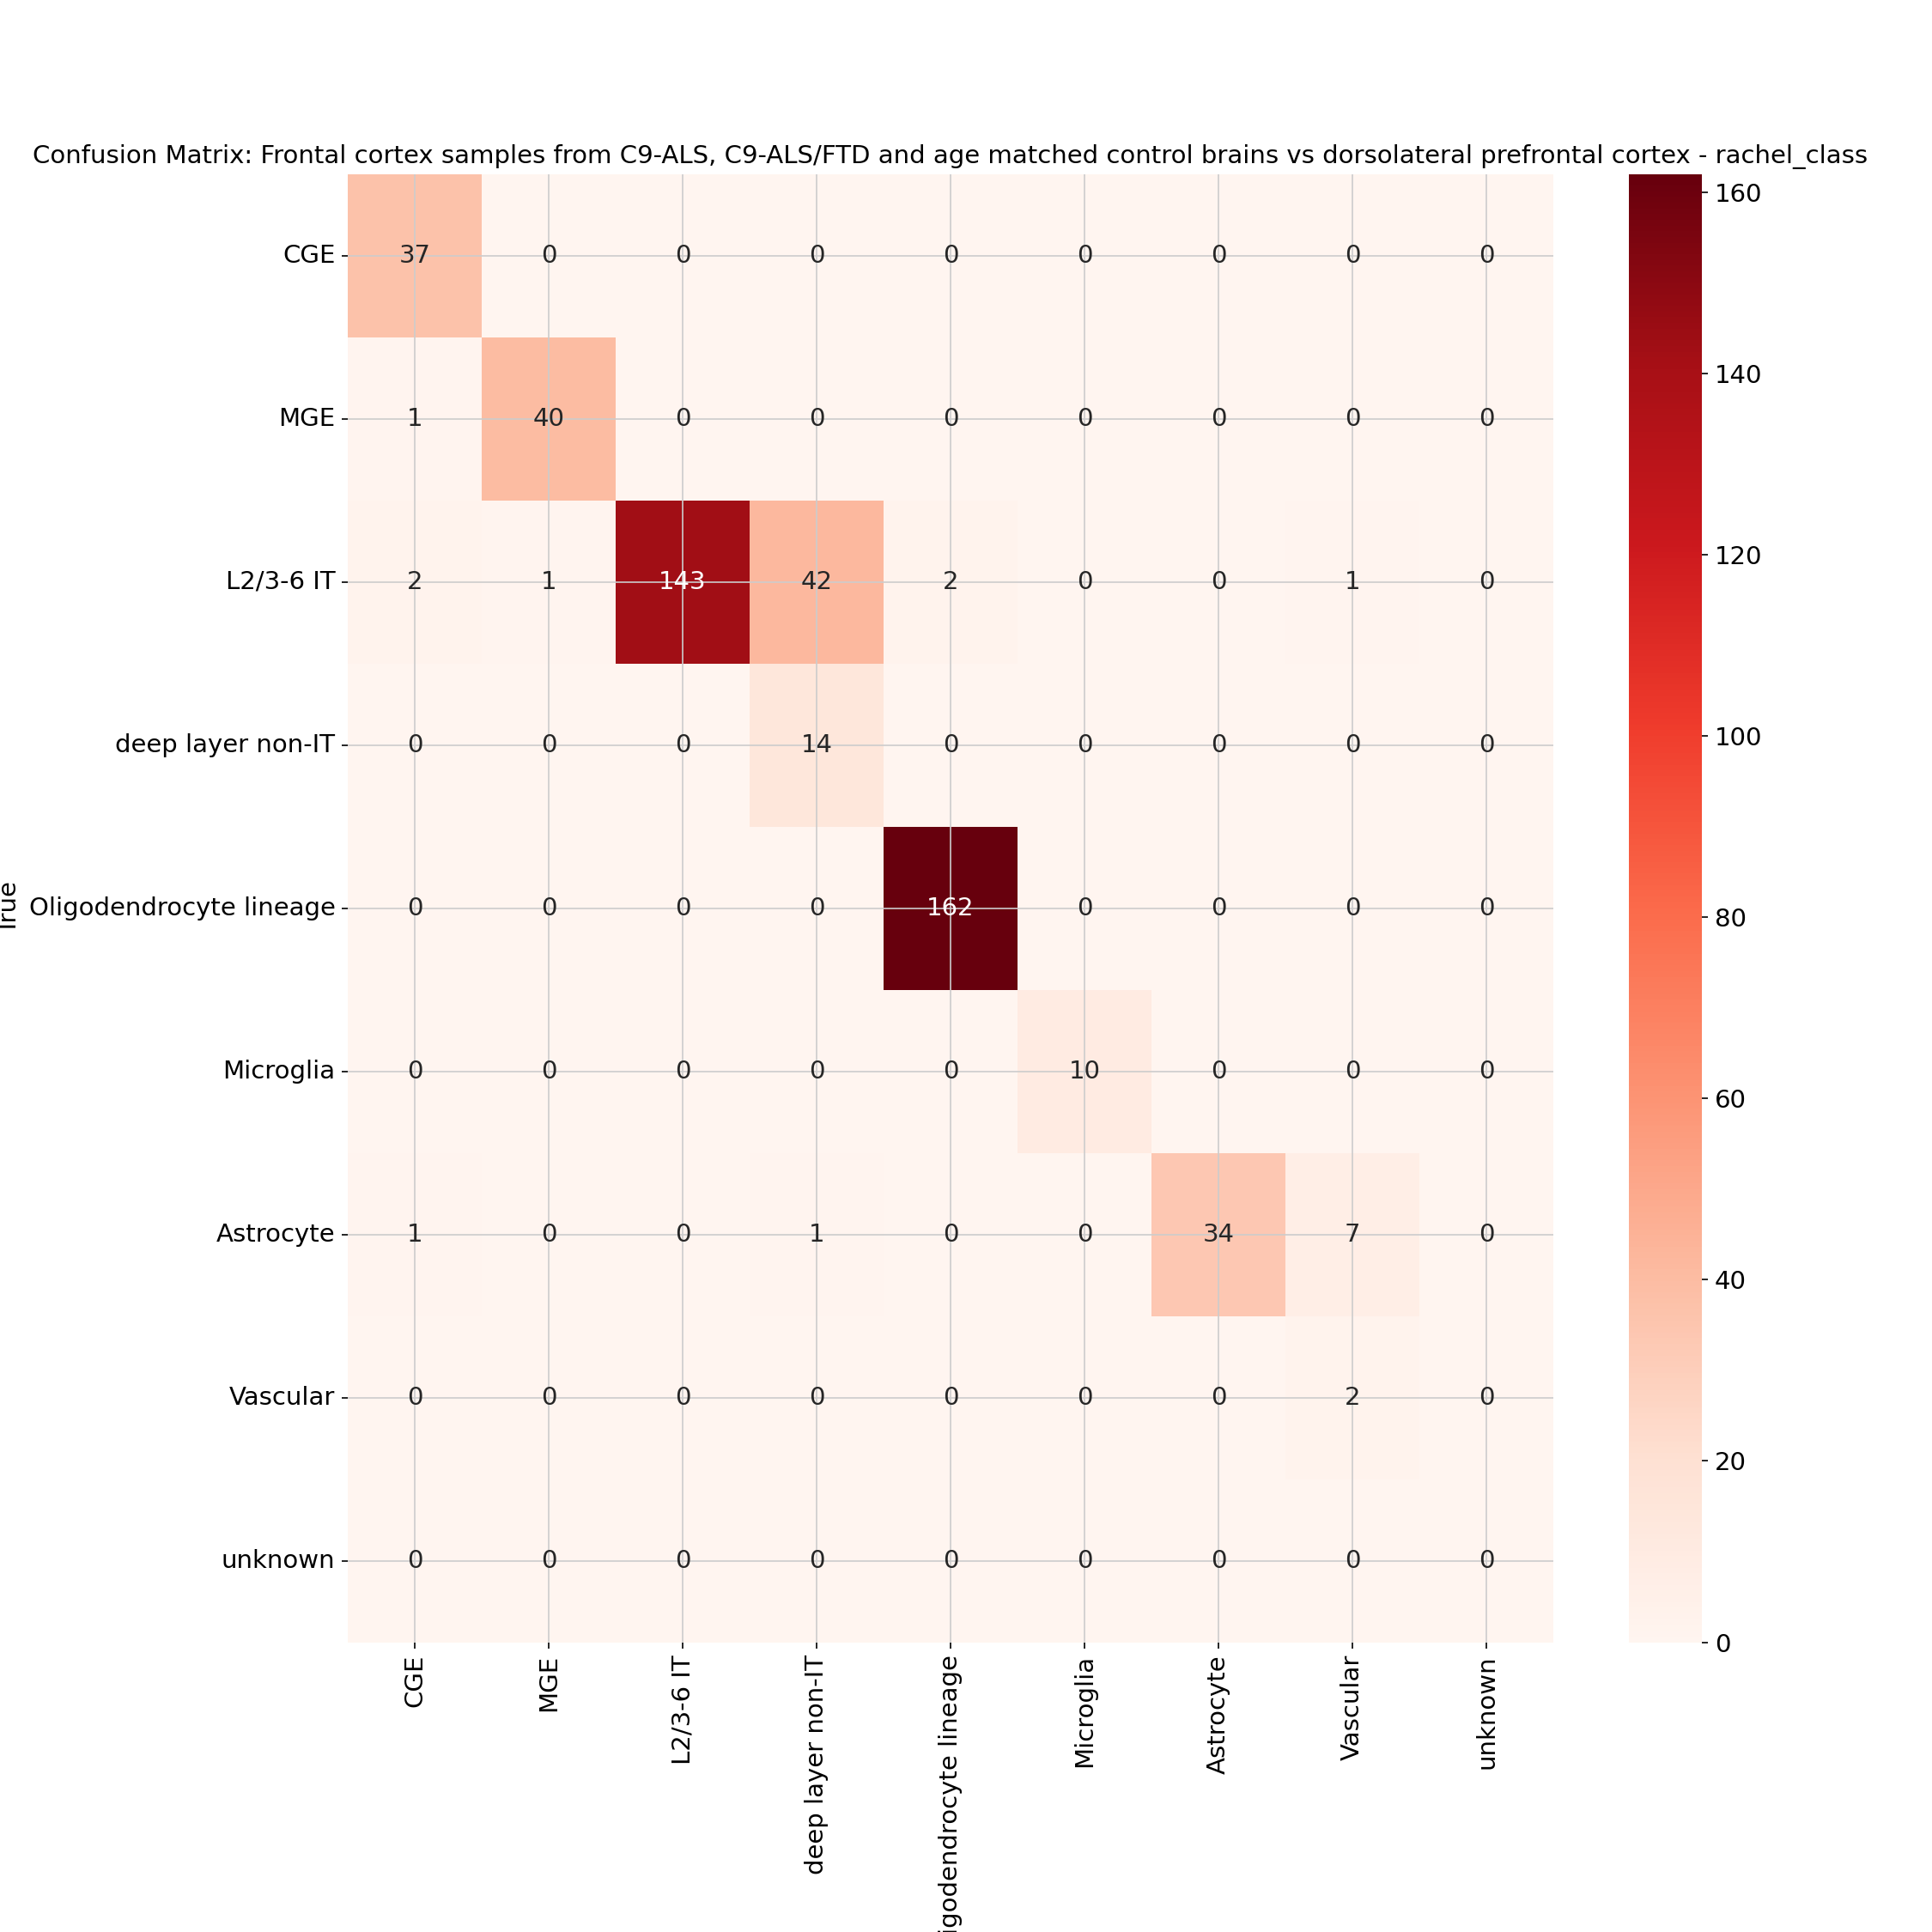 Confusion Matrix: Frontal cortex samples from C9-ALS, C9-ALS/FTD and age matched control brains vs dorsolateral prefrontal cortex - rachel_class
CGE 37 0 0 0 0 0 0 0 0
MGE 1 40 0 0 0 0 0 0 0
L2/3-6 IT 2 1 143 42 2 0 0 1 0
deep layer non-IT 0 0 0 14 0 0 0 0 0
Oligodendrocyte lineage 0 0 0 0 162 0 0 0 0
Microglia 0 0 0 0 0 10 0 0 0
Astrocyte 1 0 0 1 0 0 34 7 0
Vascular 0 0 0 0 0 0 0 2 0
unknown 0 0 0 0 0 0 0 0 0
CGE
MGE
L2/3-6 IT
deep layer non-IT
lineage
Microglia
Astrocyte
Vascular
unknown
160
140
120
100
80
60
40
20
0